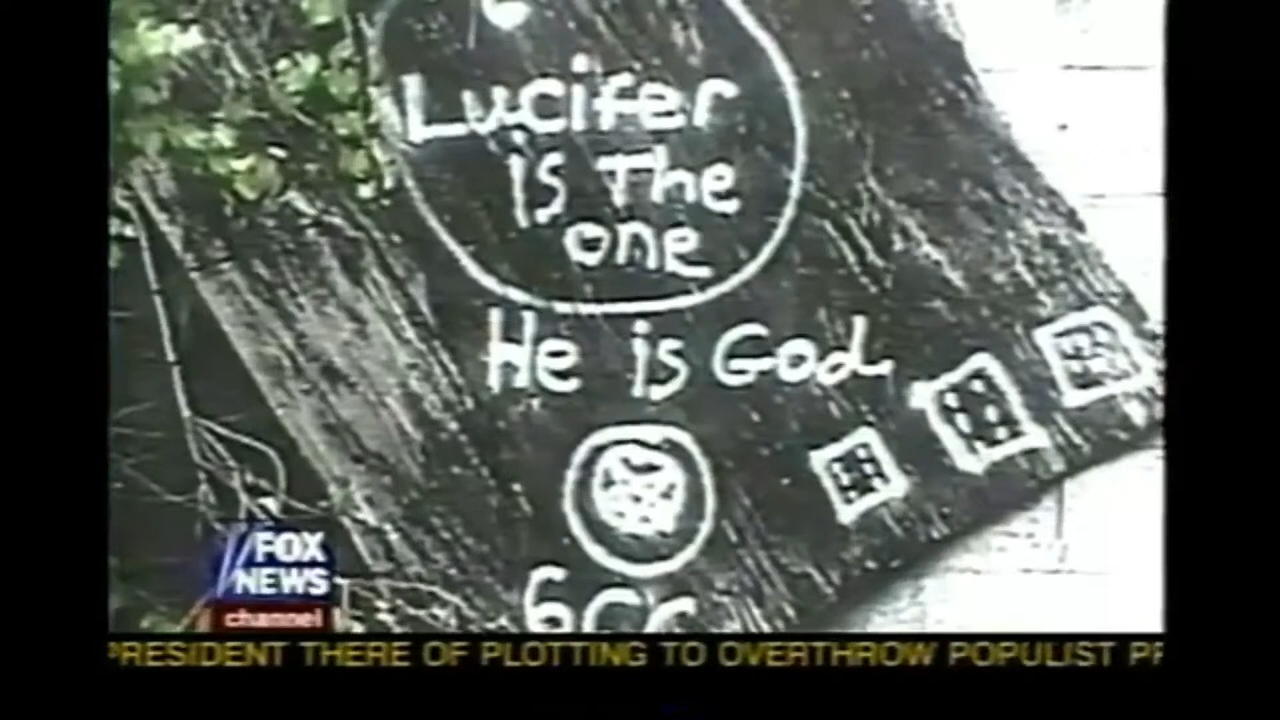 Lucifer
is The
one
He is God
FOX
NEWS
channel
PRESIDENT THERE OF PLOTTING TO OVERTHROW POPULIST